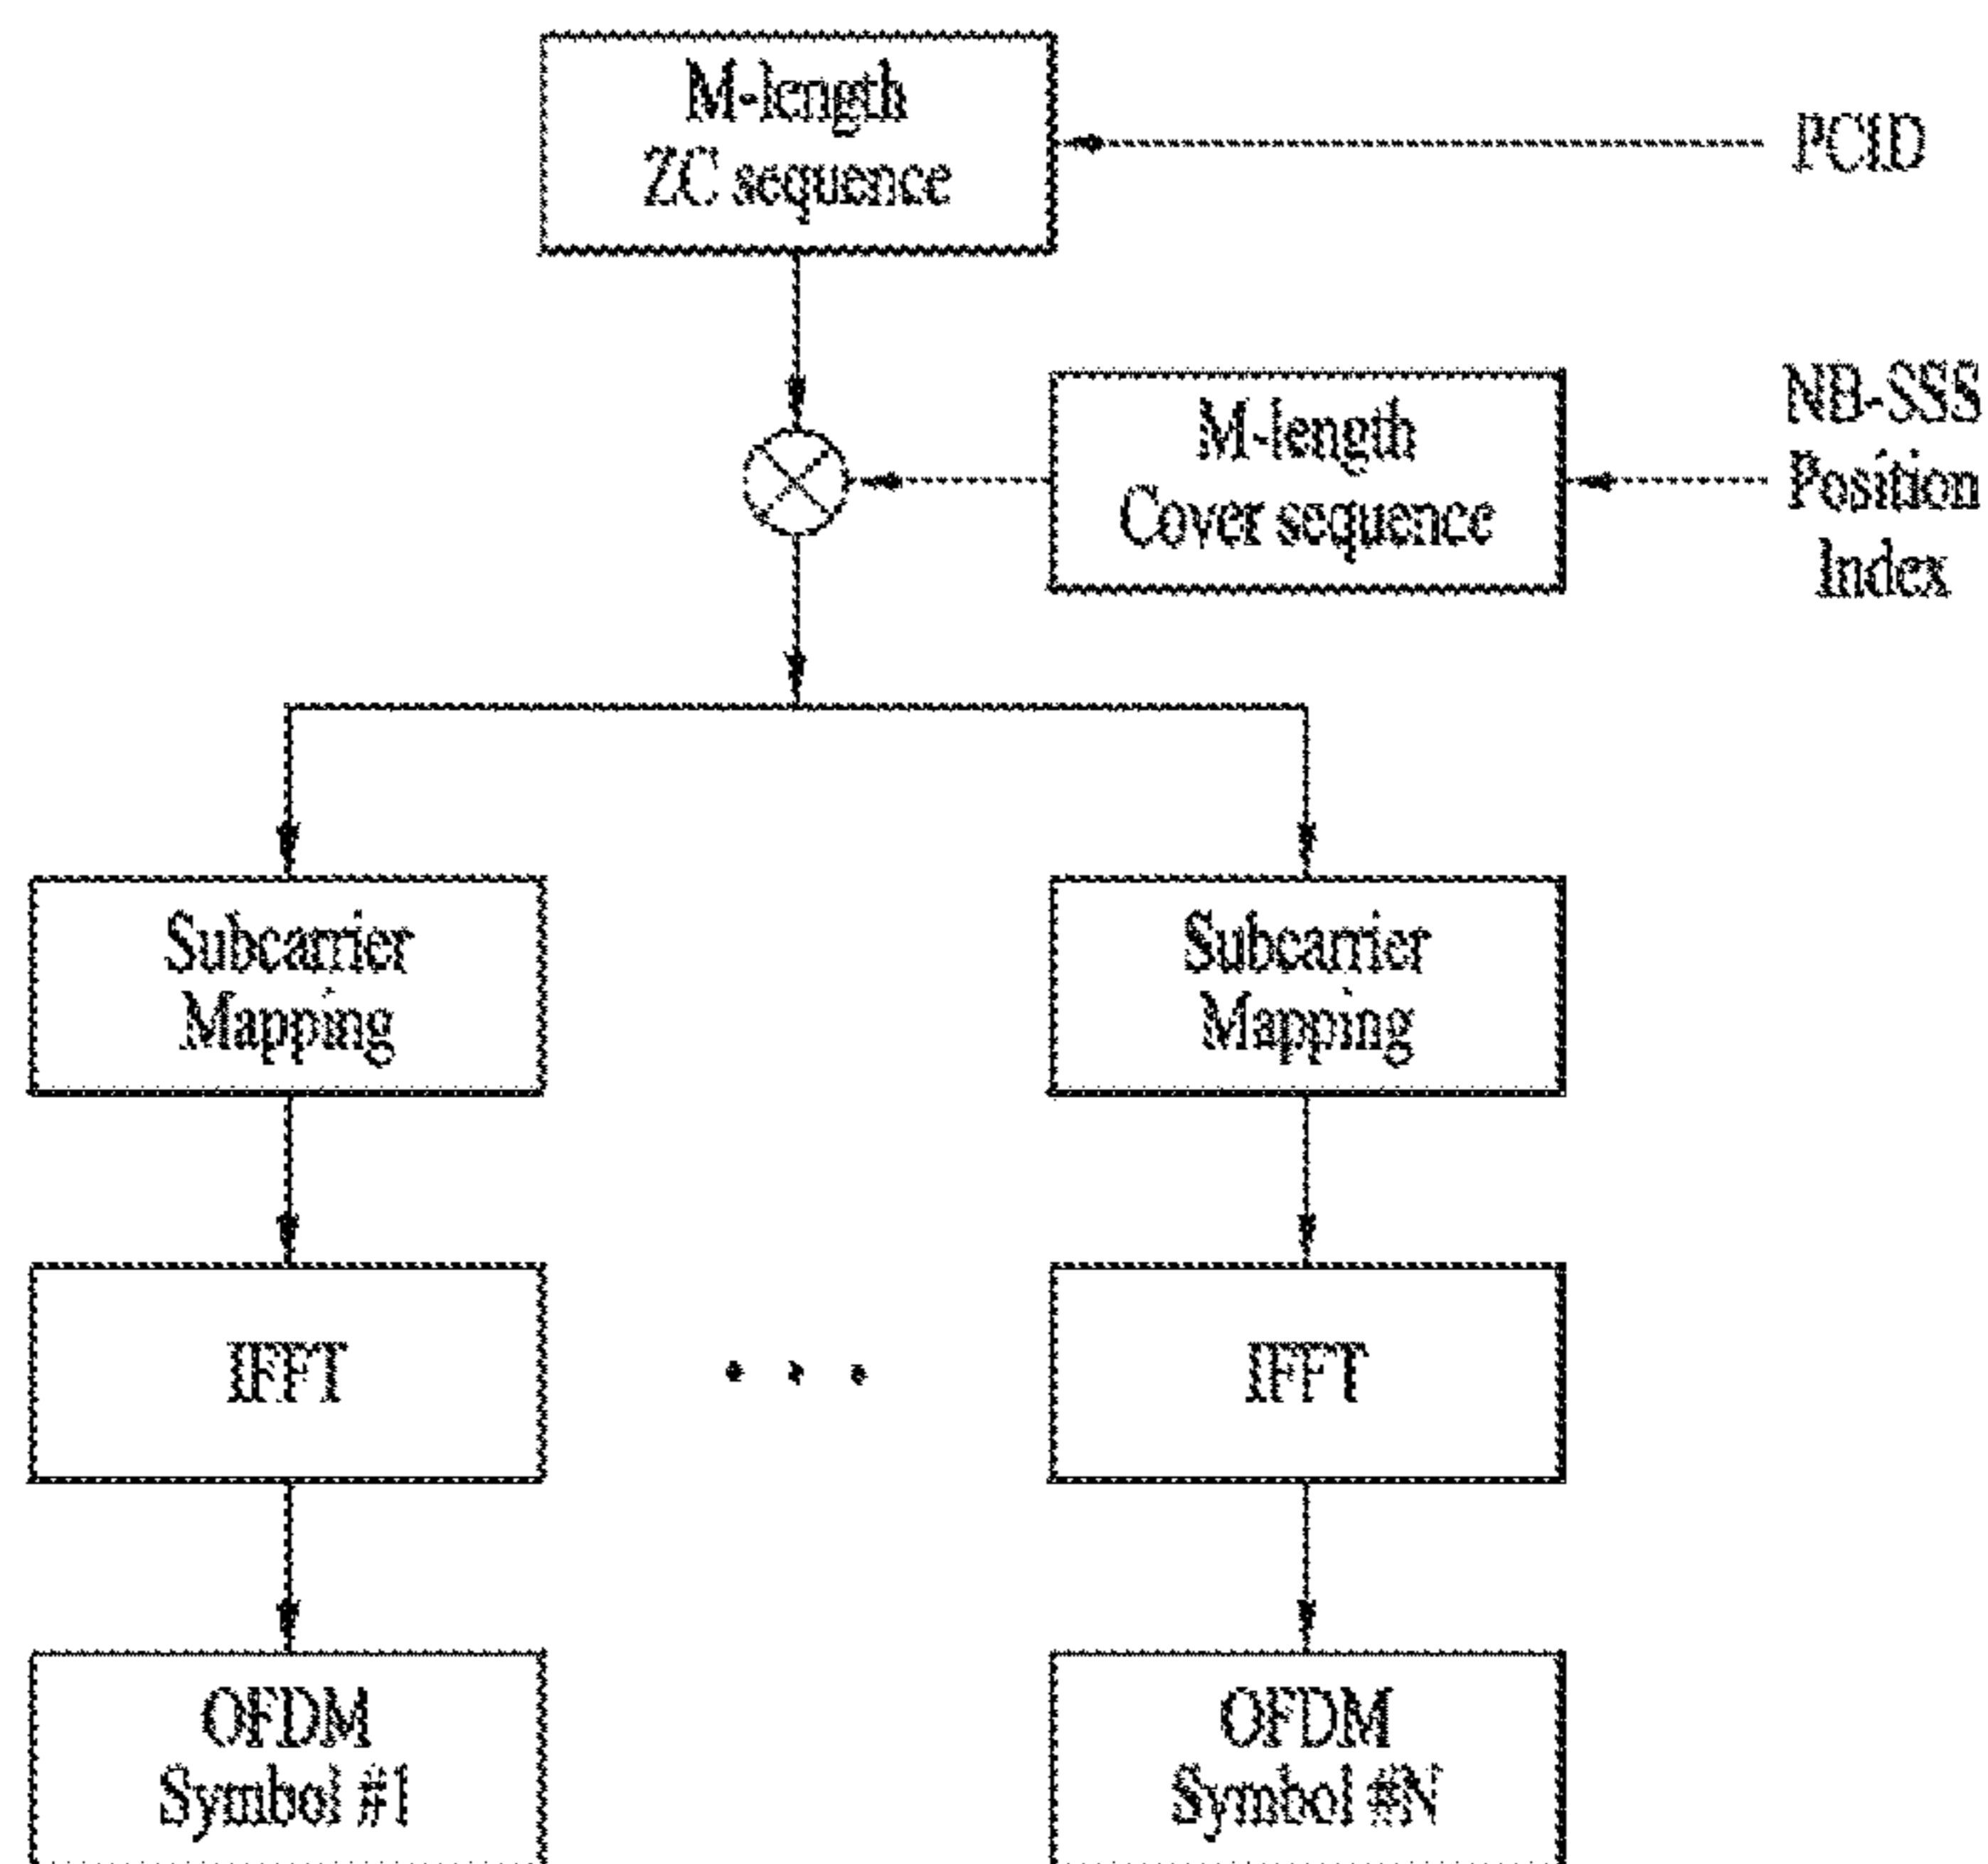 M-length
ZC sequence
PCID
M-length
Cover sequence
NB-SSS
Position
Index
Subcarrier
Mapping
Subcarrier
Mapping
IFFT
• • •
IFFT
OFDM
Symbol #1
OFDM
Symbol #N